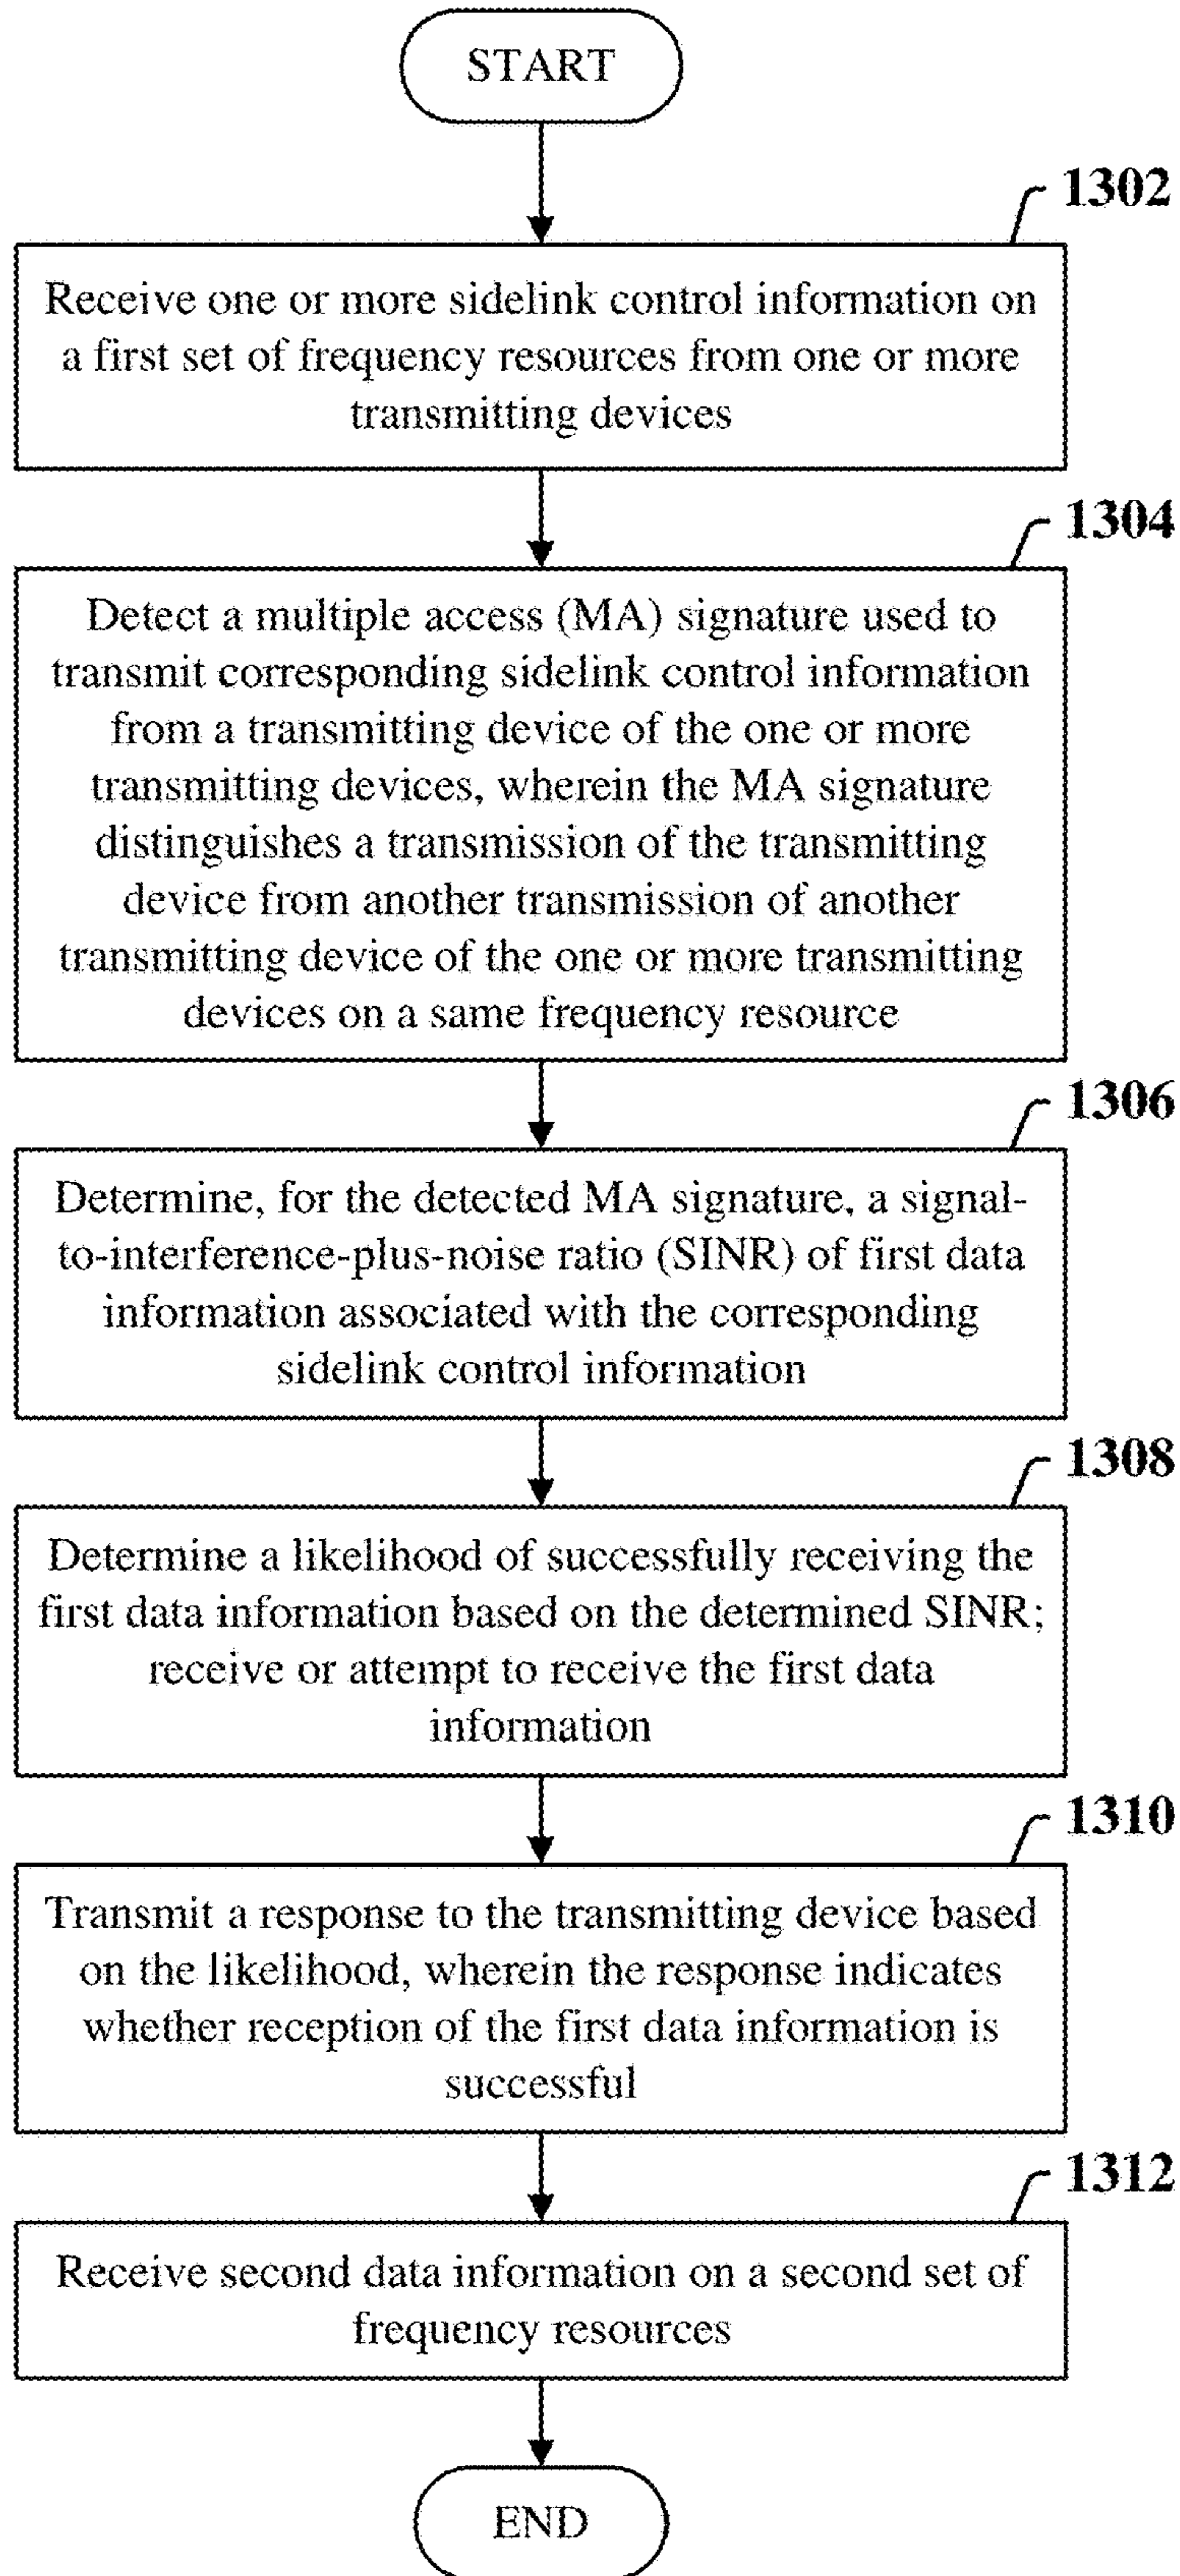 START
1302
Receive one or more sidelink control information on
a first set of frequency resources from one or more
transmitting devices
1304
Detect a multiple access (MA) signature used to
transmit corresponding sidelink control information
from a transmitting device of the one or more
transmitting devices, wherein the MA signature
distinguishes a transmission of the transmitting
device from another transmission of another
transmitting device of the one or more transmitting
devices on a same frequency resource
1306
Determine, for the detected MA signature, a signal-
to-interference-plus-noise ratio (SINR) of first data
information associated with the corresponding
sidelink control information
1308
Determine a likelihood of successfully receiving the
first data information based on the determined SINR;
receive or attempt to receive the first data
information
1310
Transmit a response to the transmitting device based
on the likelihood, wherein the response indicates
whether reception of the first data information is
successful
1312
Receive second data information on a second set of
frequency resources
END